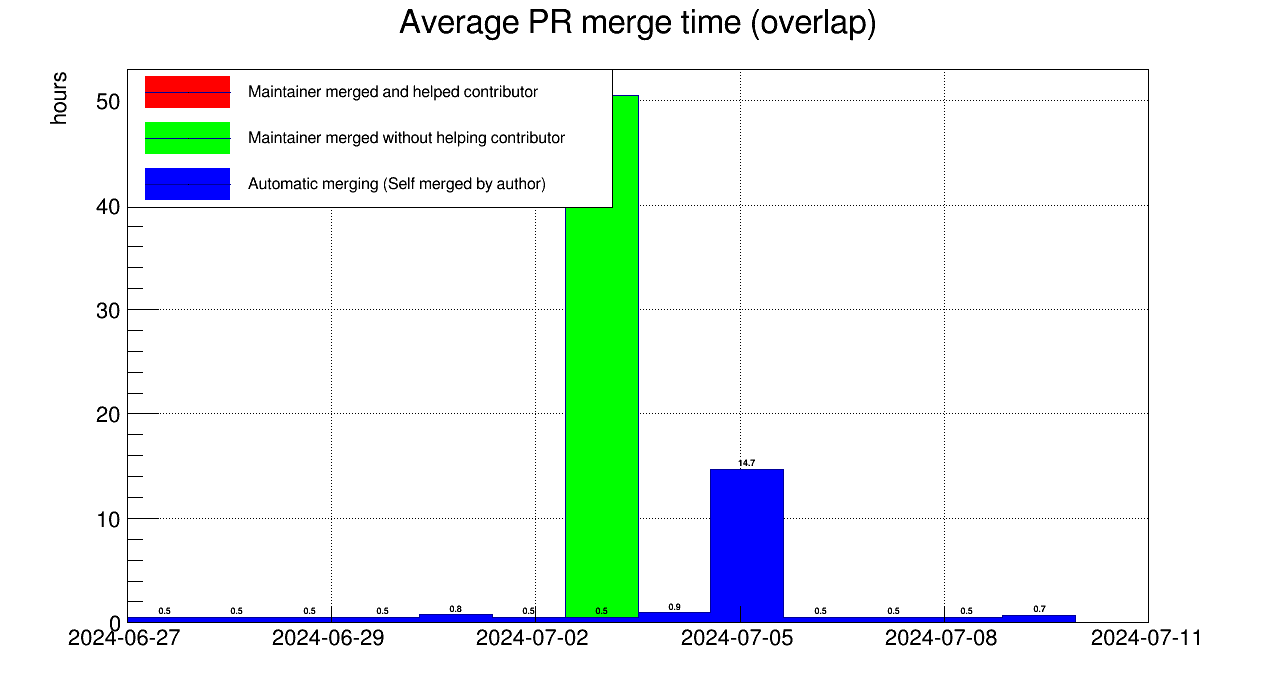 Average PR merge time (overlap)
hours
50
40
30
20
10
0
Maintainer merged and helped contributor
Maintainer merged without helping contributor
Automatic merging (Self merged by author)
14.7
0.5 0.5 0.5 0.5 0.8 0.5 0.5 0.9 0.5 0.5 0.5 0.7
2024-06-27 2024-06-29 2024-07-02 2024-07-05 2024-07-08 2024-07-11